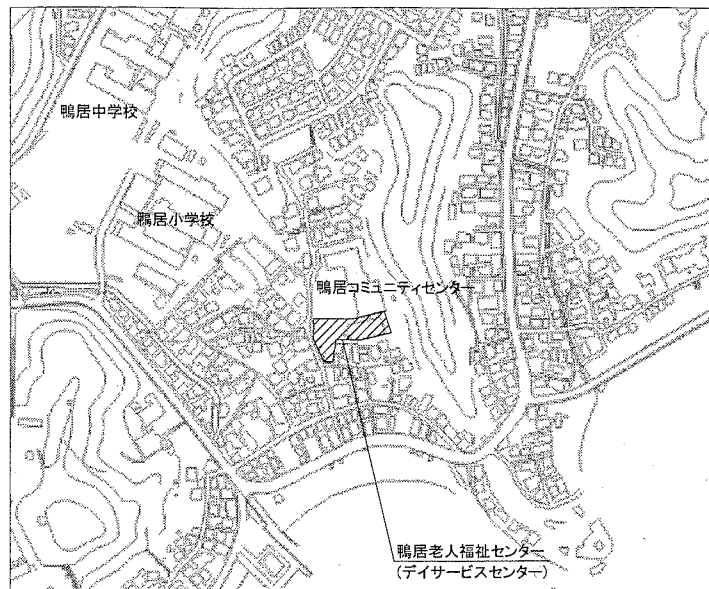 鴨居中学校
鴨居小学校
鴨居コミュニティセンター
鴨居老人福祉センター
(デイサービスセンター)